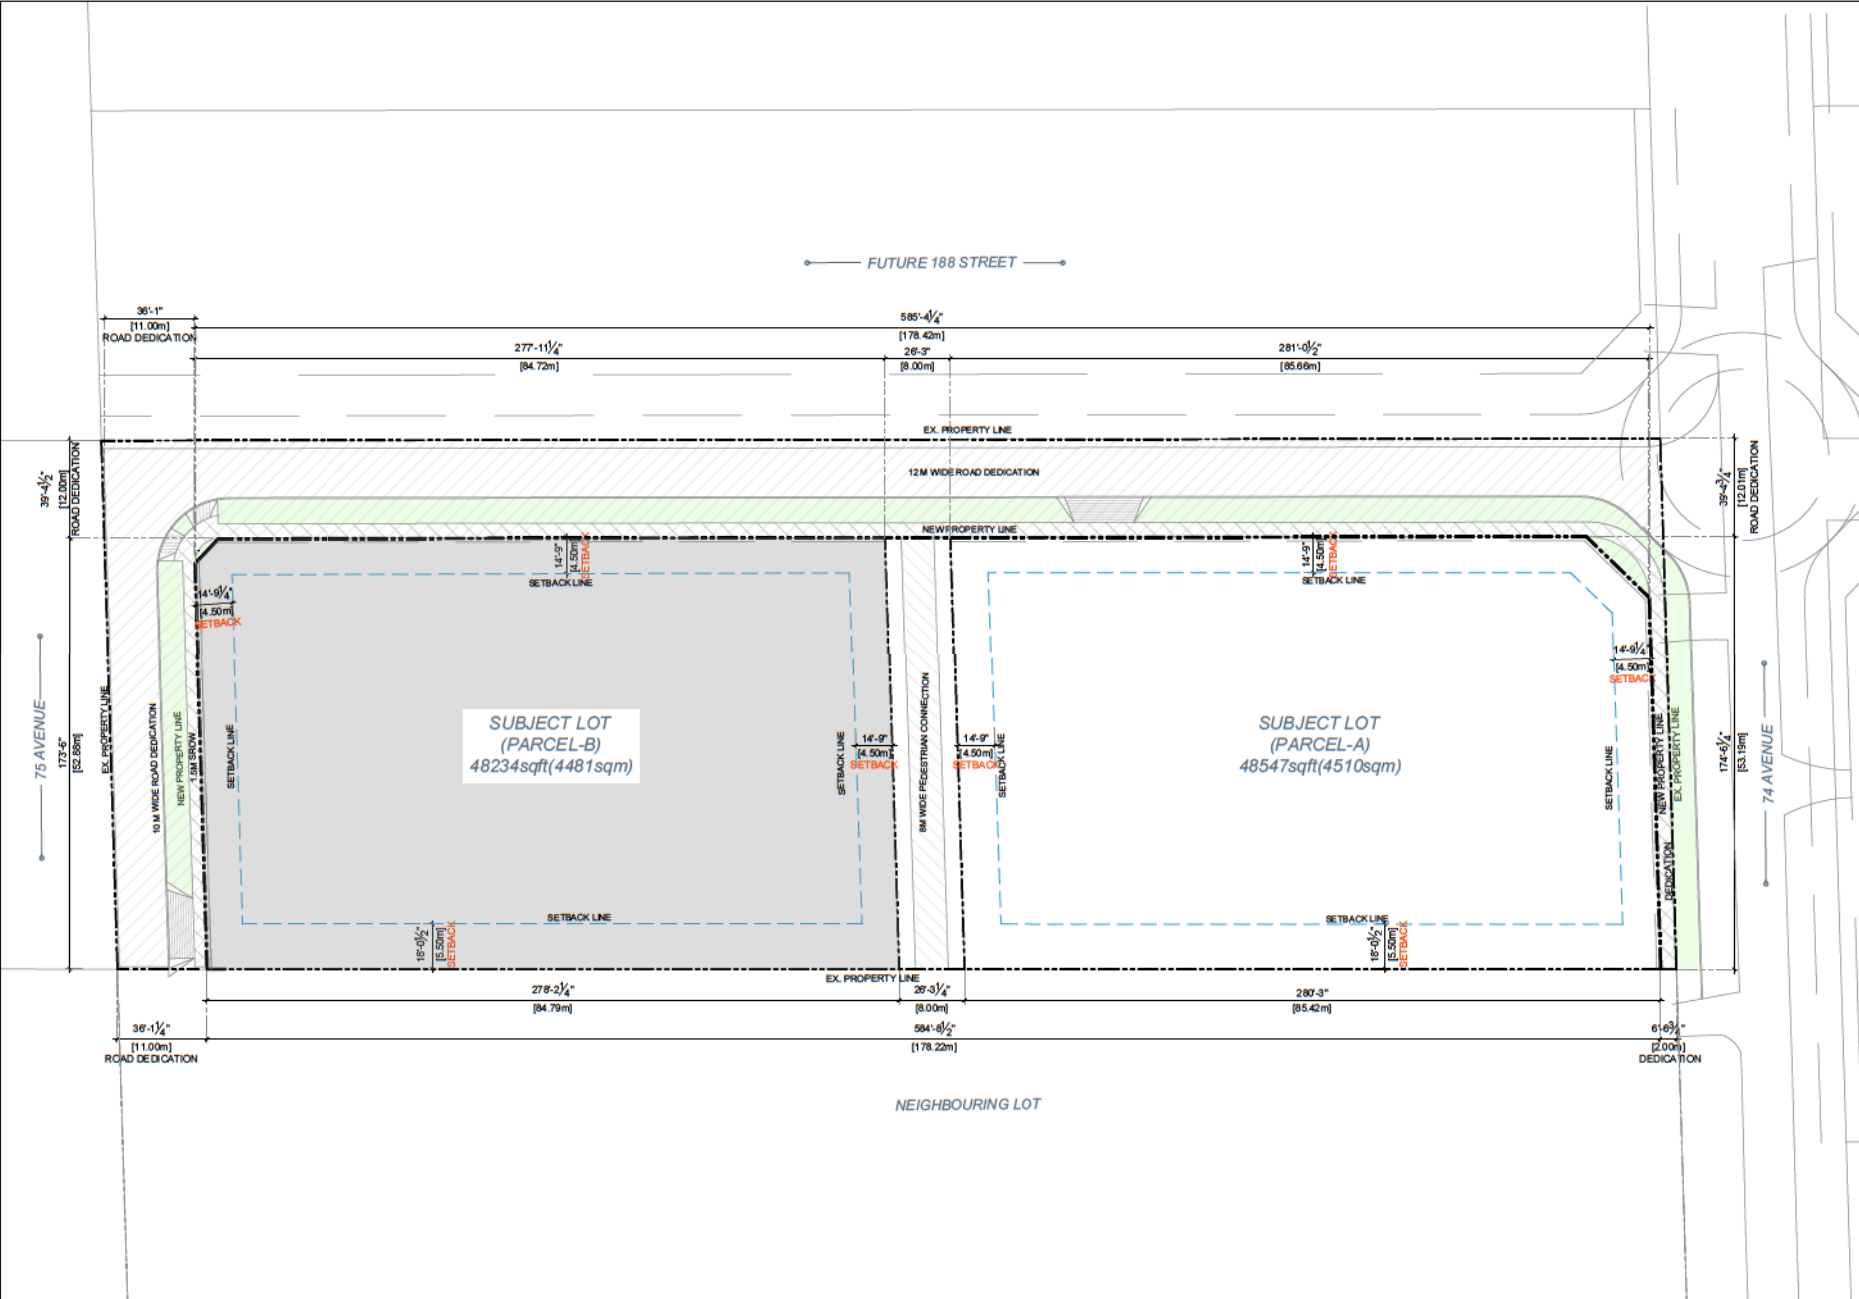 FUTURE 188 STREET
36'-1"
[11.00m]
ROAD DEDICATION
585'-4¼"
[178.42m]
277'-11¼"
[84.72m]
26'-3"
[8.00m]
281'-0½"
[85.66m]
EX. PROPERTY LINE
12 M WIDE ROAD DEDICATION
NEW PROPERTY LINE
39'-4½"
[12.00m]
ROAD DEDICATION
39'-4¾"
[12.01m]
ROAD DEDICATION
14'-9"
[4.50m]
SETBACK
SETBACK LINE
14'-9"
[4.50m]
SETBACK
SETBACK LINE
14'-9¼"
[4.50m]
SETBACK
14'-9¼"
[4.50m]
SETBACK
75 AVENUE
173'-6"
[52.88m]
EX. PROPERTY LINE
10 M WIDE ROAD DEDICATION
NEW PROPERTY LINE
1.5M SROW
SETBACK LINE
SUBJECT LOT
(PARCEL-B)
48234sqft(4481sqm)
SETBACK LINE
14'-9"
[4.50m]
SETBACK
8M WIDE PEDESTRIAN CONNECTION
14'-9"
[4.50m]
SETBACK
SETBACK LINE
SUBJECT LOT
(PARCEL-A)
48547sqft(4510sqm)
SETBACK LINE
NEW PROPERTY LINE
EX. PROPERTY LINE
DEDICATION
174'-6¼"
[53.19m]
74 AVENUE
18'-0½"
[5.50m]
SETBACK
SETBACK LINE
SETBACK LINE
18'-0½"
[5.50m]
SETBACK
EX. PROPERTY LINE
278'-2¼"
[84.79m]
26'-3¼"
[8.00m]
280'-3"
[85.42m]
36'-1¼"
[11.00m]
ROAD DEDICATION
584'-8½"
[178.22m]
6'-6¾"
[2.00m]
DEDICATION
NEIGHBOURING LOT